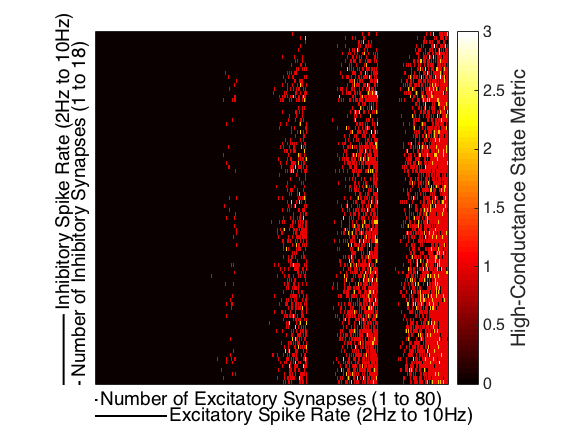 Inhibitory Spike Rate (2Hz to 10Hz)
Number of Inhibitory Synapses (1 to 18)
3
2.5
2
1.5
1
0.5
0
High-Conductance State Metric
Number of Excitatory Synapses (1 to 80)
Excitatory Spike Rate (2Hz to 10Hz)